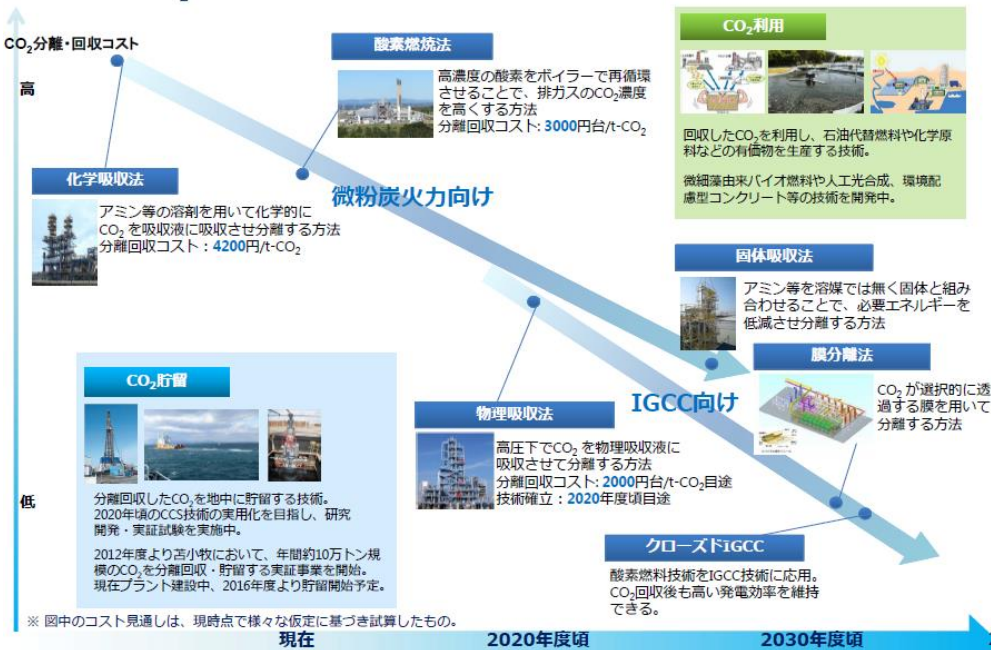 CO₂分離・回収コスト
高
低
酸素燃焼法
高濃度の酸素をボイラーで再循環
させることで、排ガスのCO₂濃度
を高くする方法
分離回収コスト: 3000円台/t-CO₂
CO₂利用
回収したCO₂を利用し、石油代替燃料や化学原
料などの有価物を生産する技術。
微細藻由来バイオ燃料や人工光合成、環境配
慮型コンクリート等の技術を開発中。
化学吸収法
アミン等の溶剤を用いて化学的に
CO₂ を吸収液に吸収させ分離する方法
分離回収コスト：4200円/t-CO₂
微粉炭火力向け
固体吸収法
アミン等を溶媒では無く固体と組み
合わせることで、必要エネルギーを
低減させ分離する方法
膜分離法
CO₂ が選択的に透
過する膜を用いて
分離する方法
IGCC向け
物理吸収法
高圧下でCO₂ を物理吸収液に
吸収させて分離する方法
分離回収コスト: 2000円台/t-CO₂目途
技術確立：2020年度頃目途
CO₂貯留
分離回収したCO₂を地中に貯留する技術。
2020年頃のCCS技術の実用化を目指し、研究
開発・実証試験を実施中。
2012年度より苫小牧において、年間約10万トン規
模のCO₂を分離回収・貯留する実証事業を開始。
現在プラント建設中、2016年度より貯留開始予定。
クローズドIGCC
酸素燃料技術をIGCC技術に応用。
CO₂回収後も高い発電効率を維持
できる。
※ 図中のコスト見通しは、現時点で様々な仮定に基づき試算したもの。
現在
2020年度頃
2030年度頃